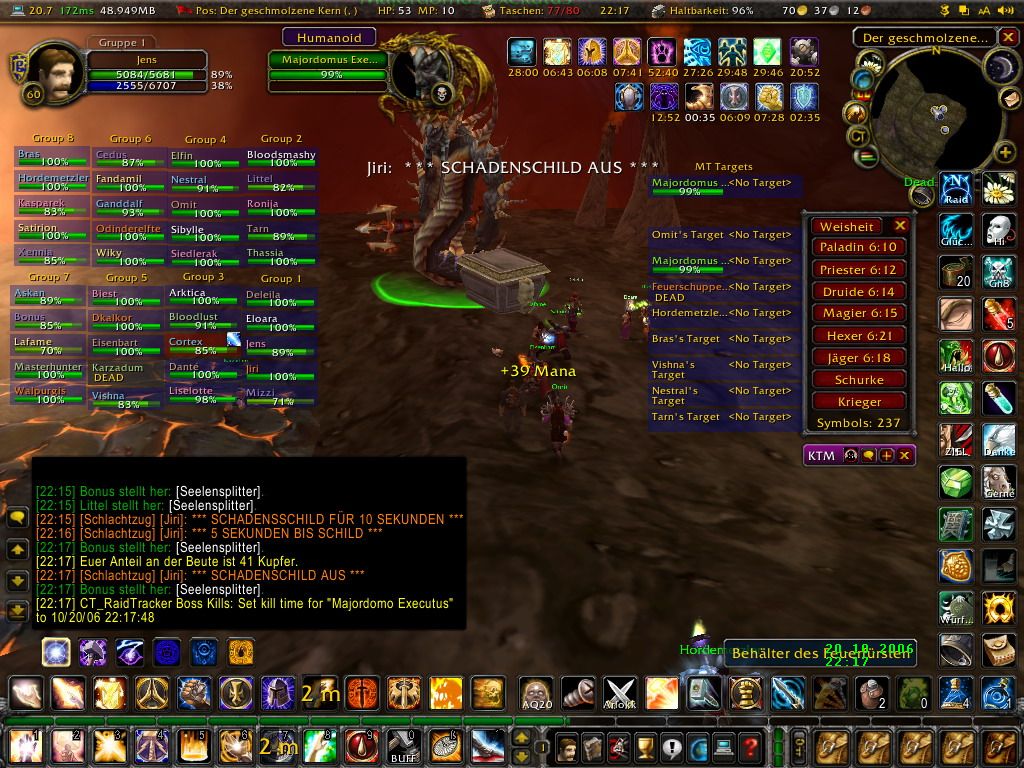 20.7 172ms 48.949MB Pos: Der geschmolzene Kern (,) HP: 53 MP: 10 Taschen: 77/80 22:17 Haltbarkeit: 96% 70 37 12
Gruppe 1
Jens
5084/5681 89%
2555/6707 38%
60
Humanoid
Majordomus Exe...
99%
28:00 06:43 06:08 07:41 52:40 27:26 29:48 29:46 20:52
12:52 00:35 06:09 07:28 02:35
Der geschmolzene...
N
CT
Jiri: *** SCHADENSCHILD AUS ***
Group 8 Group 6 Group 4 Group 2
Bras 100% Cedus 87% Elfin 100% Bloodsmashy 100%
Hordemetzler 100% Fandamil 100% Nestral 91% Littel 82%
Kasparek 83% Ganddalf 93% Omit 100% Ronija 100%
Satirion 100% Odinderelfte 100% Sibylle 100% Tarn 89%
Xennia 85% Wiky 100% Siedlerak 100% Thassia 100%
Group 7 Group 5 Group 3 Group 1
Askan 89% Biest 100% Arktica 100% Deleila 100%
Bonus 85% Dkalkor 100% Bloodlust 91% Eloara 100%
Lafame 70% Eisenbart 100% Cortex 85% Jens 89%
Masterhunter 100% Karzadum DEAD Dante 100% Jiri 100%
Walpurgis 100% Vishna 83% Liselotte 98% Mizzi 71%
MT Targets
Majordomus ... <No Target>
99%
Omit's Target <No Target>
Majordomus ... <No Target>
99%
Feuerschuppe... <No Target>
DEAD
Hordemetzle... <No Target>
Bras's Target <No Target>
Vishna's Target <No Target>
Nestral's Target <No Target>
Tarn's Target <No Target>
Dead
Weisheit
Paladin 6:10
Priester 6:12
Druide 6:14
Magier 6:15
Hexer 6:21
Jäger 6:18
Schurke
Krieger
Symbols: 237
KTM
Raid
Hi
20
5
Hallo
ZIEL
Danke
Gerne
+39 Mana
Omit
[22:15] Bonus stellt her: [Seelensplitter].
[22:15] Littel stellt her: [Seelensplitter].
[22:15] [Schlachtzug] [Jiri]: *** SCHADENSSCHILD FÜR 10 SEKUNDEN ***
[22:16] [Schlachtzug] [Jiri]: *** 5 SEKUNDEN BIS SCHILD ***
[22:17] Bonus stellt her: [Seelensplitter].
[22:17] Euer Anteil an der Beute ist 41 Kupfer.
[22:17] [Schlachtzug] [Jiri]: *** SCHADENSCHILD AUS ***
[22:17] Bonus stellt her: [Seelensplitter].
[22:17] CT_RaidTracker Boss Kills: Set kill time for "Majordomo Executus"
to 10/20/06 22:17:48
Behälter des Feuerfürsten
20.10.2006
22:17
2 m
AQ20
Arlokk
2 0 4 1
2 m
BUFF